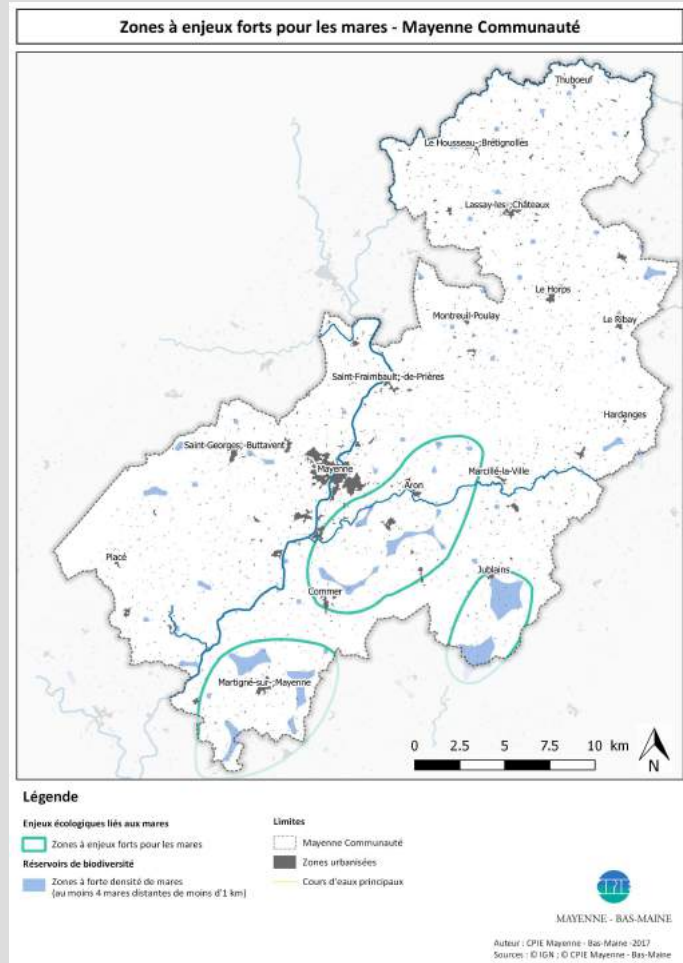 Zones à enjeux forts pour les mares - Mayenne Communauté
Thuboeuf
Le Housseau-;Brétignolles
Lassay-les-;Châteaux
Le Horps
Montreuil-Poulay
Le Ribay
Saint-Fraimbault;-de-Prières
Hardanges
Saint-Georges;-Buttavent
Mayenne
Marcillé-la-Ville
Aron
Placé
Jublains
Commer
Martigné-sur-;Mayenne
0 2.5 5 7.5 10 km
N
Légende
Enjeux écologiques liés aux mares
Zones à enjeux forts pour les mares
Réservoirs de biodiversité
Zones à forte densité de mares
(au moins 4 mares distantes de moins d'1 km)
Limites
Mayenne Communauté
Zones urbanisées
Cours d'eaux principaux
CPIE
MAYENNE - BAS-MAINE
Auteur : CPIE Mayenne - Bas-Maine -2017
Sources : © IGN ; © CPIE Mayenne - Bas-Maine